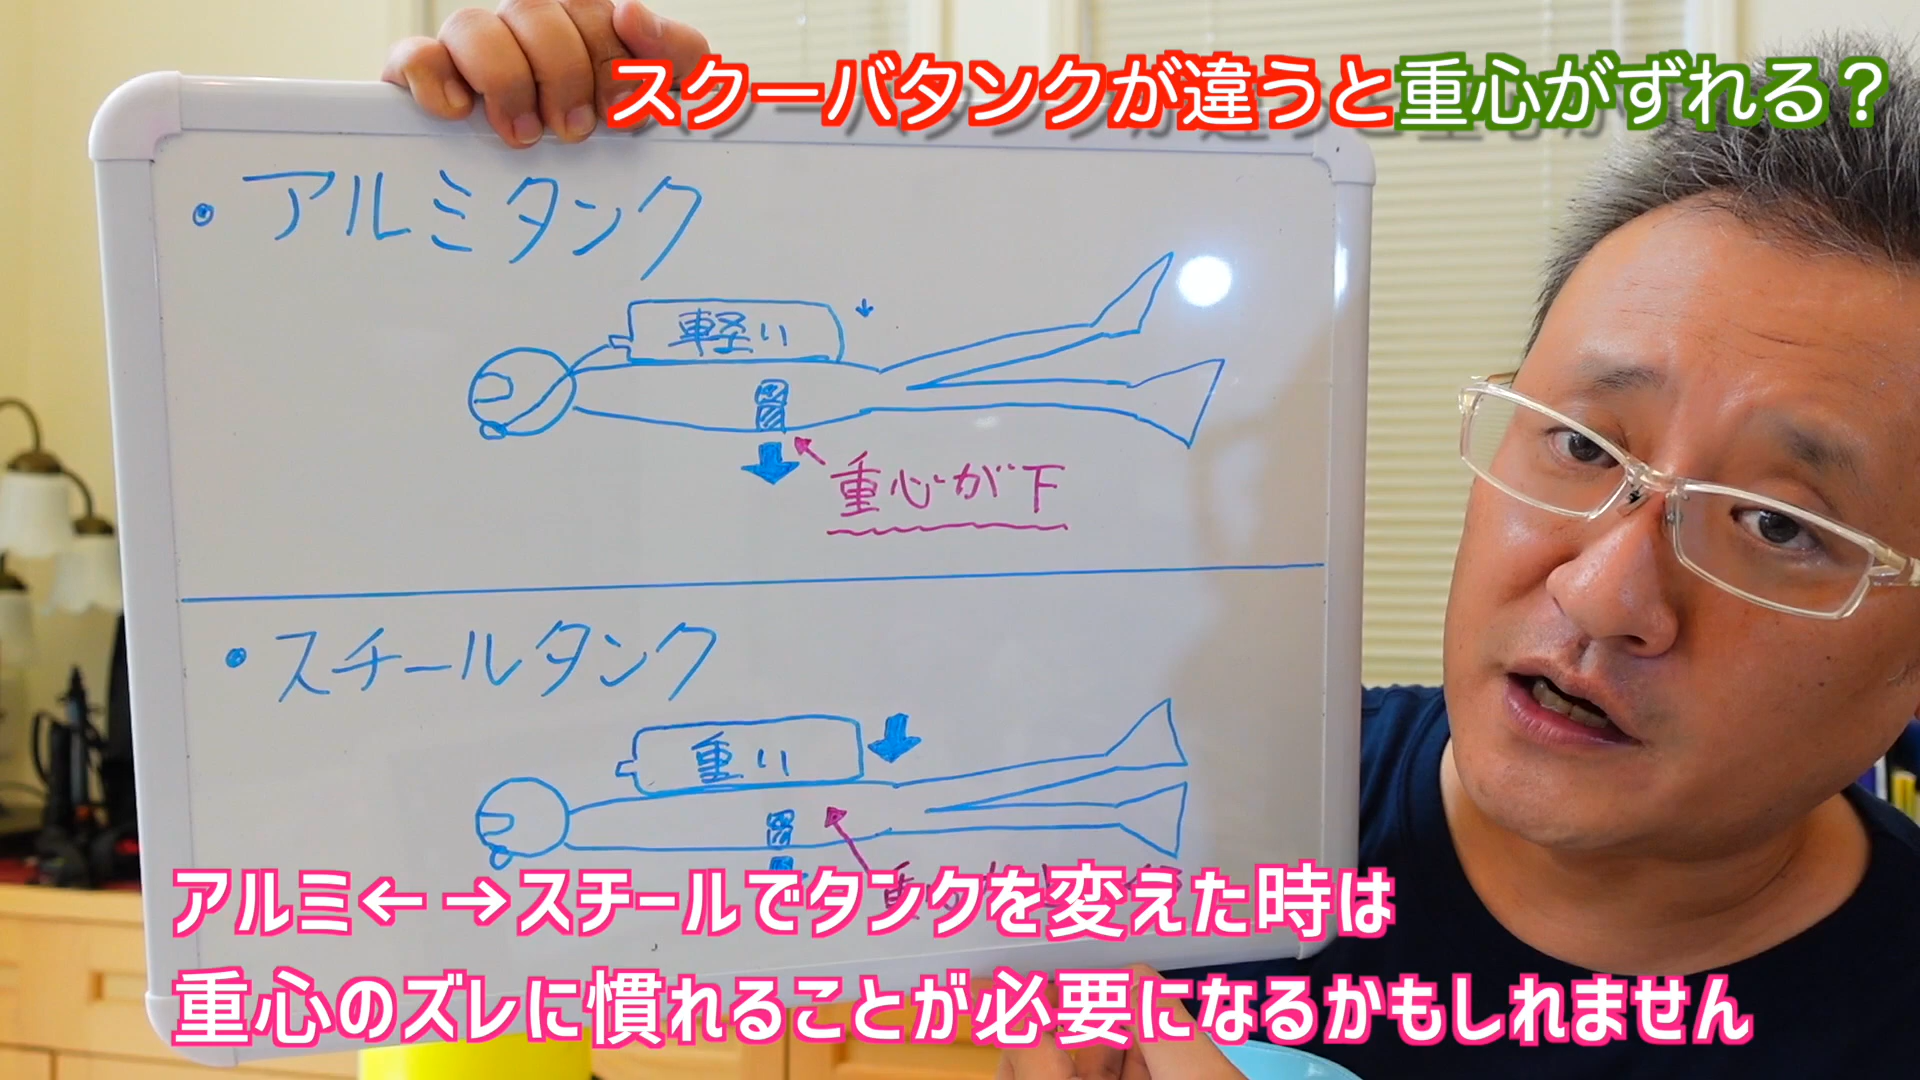 スクーバタンクが違うと重心がずれる？
・アルミタンク
軽い
重心が下
・スチールタンク
重い
アルミ←→スチールでタンクを変えた時は
重心のズレに慣れることが必要になるかもしれません